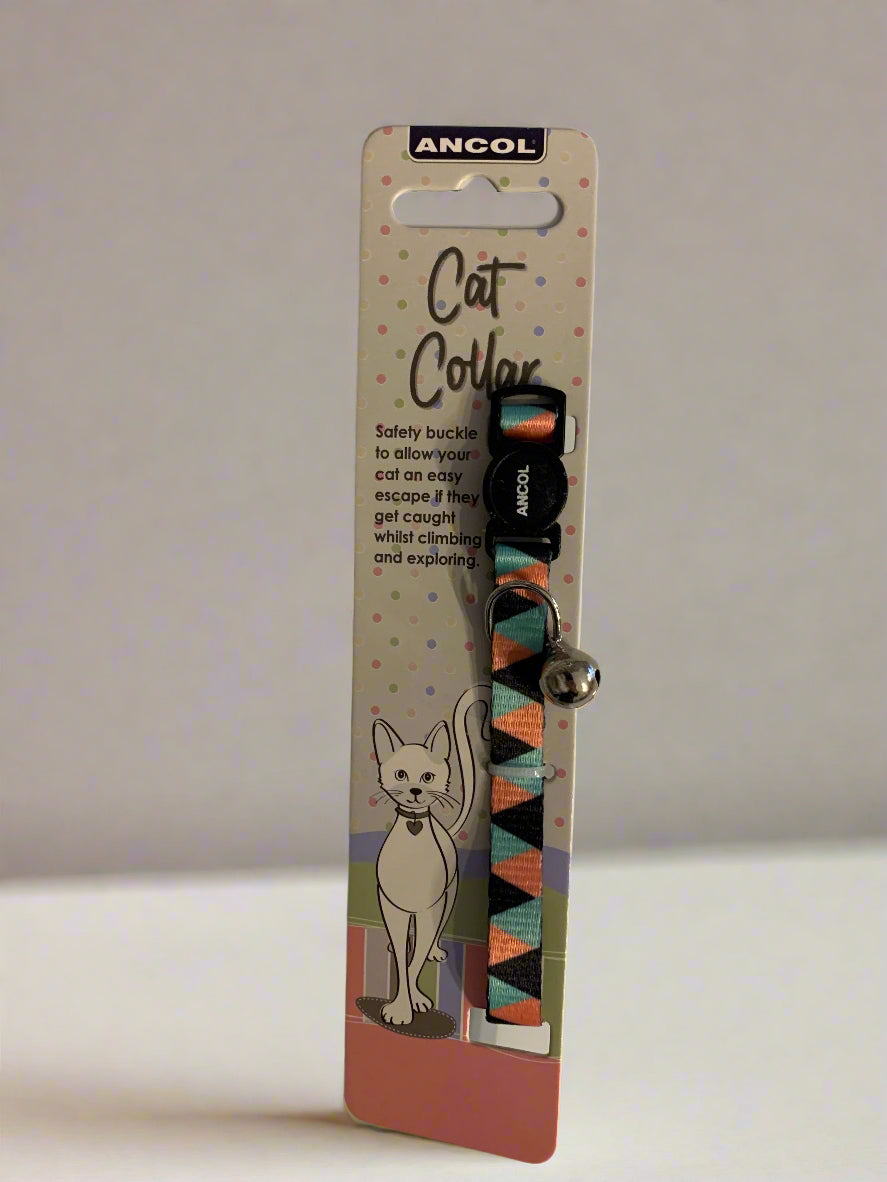 ANCOL
Cat
Collar
Safety buckle
to allow your
cat an easy
escape if they
get caught
whilst climbing
and exploring.
ANCOL